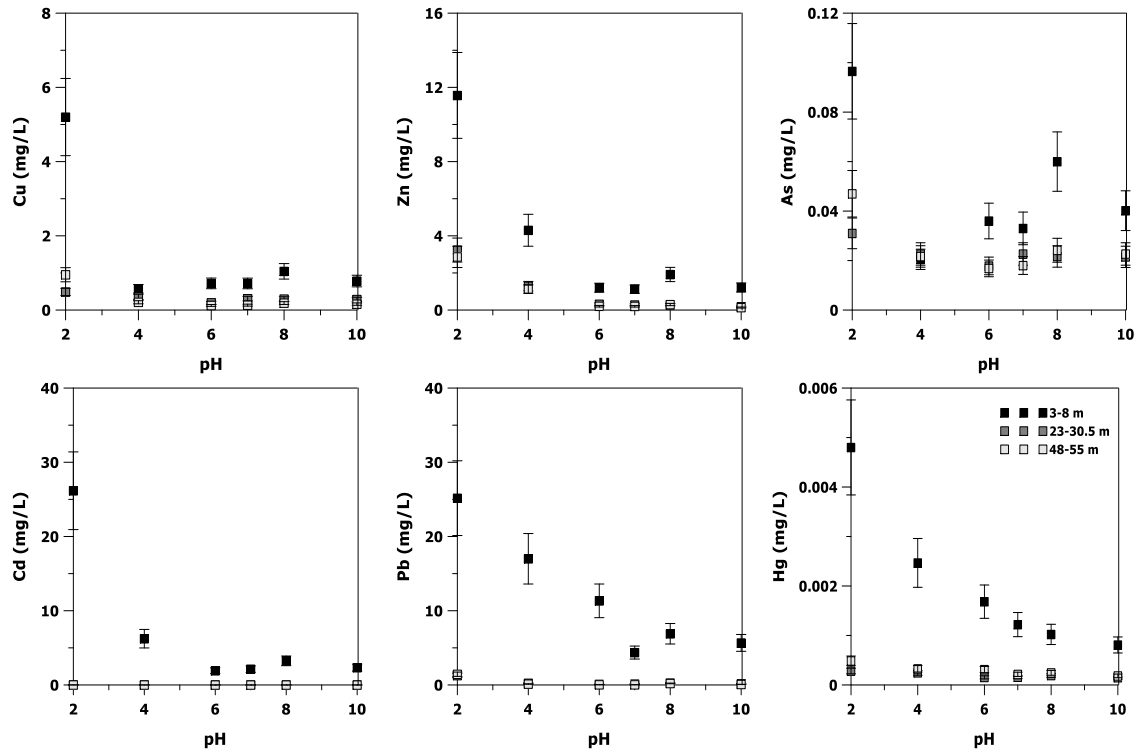 8
6
4
2
0
Cu (mg/L)
2 4 6 8 10
pH
16
12
8
4
0
Zn (mg/L)
2 4 6 8 10
pH
0.12
0.08
0.04
0
As (mg/L)
2 4 6 8 10
pH
40
30
20
10
0
Cd (mg/L)
2 4 6 8 10
pH
40
30
20
10
0
Pb (mg/L)
2 4 6 8 10
pH
0.006
0.004
0.002
0
Hg (mg/L)
3-8 m
23-30.5 m
48-55 m
2 4 6 8 10
pH